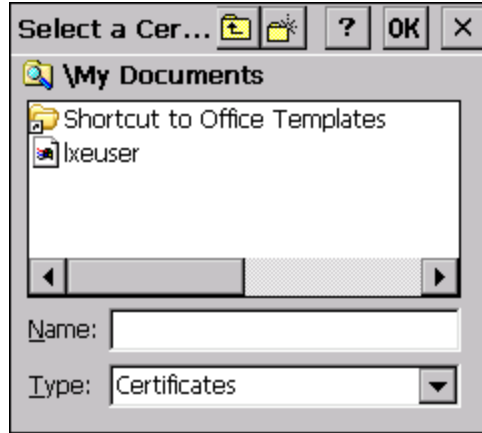 Select a Cer... ? OK ×
\My Documents
Shortcut to Office Templates
lxeuser
Name:
Type: Certificates